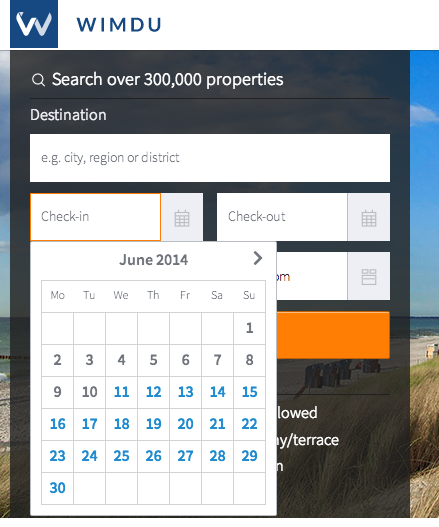 WIMDU
Search over 300,000 properties
Destination
e.g. city, region or district
Check-in
Check-out
June 2014
om
Mo Tu We Th Fr Sa Su
1
2 3 4 5 6 7 8
9 10 11 12 13 14 15
16 17 18 19 20 21 22
23 24 25 26 27 28 29
30
lowed
ny/terrace
n